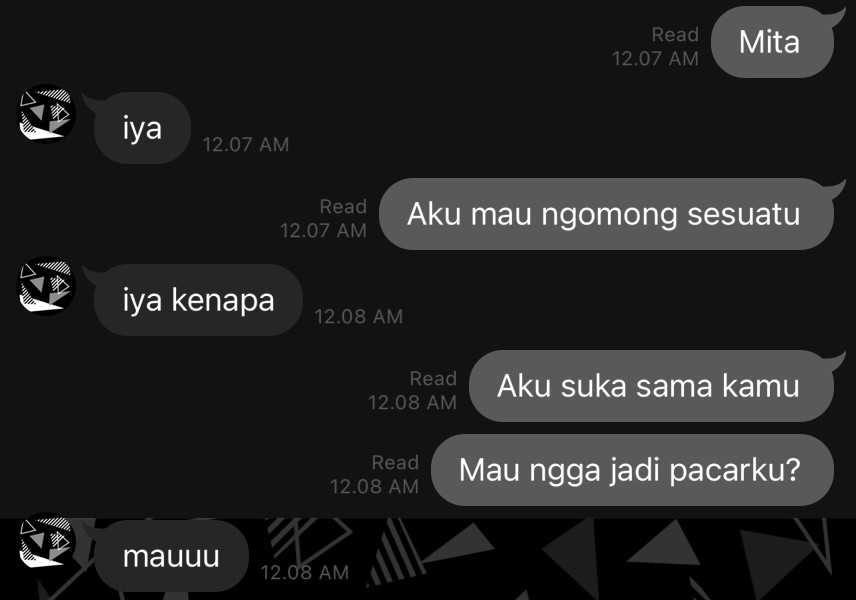 Mita
Read
12.07 AM
iya
12.07 AM
Aku mau ngomong sesuatu
Read
12.07 AM
iya kenapa
12.08 AM
Aku suka sama kamu
Read
12.08 AM
Mau ngga jadi pacarku?
Read
12.08 AM
mauuu
12.08 AM